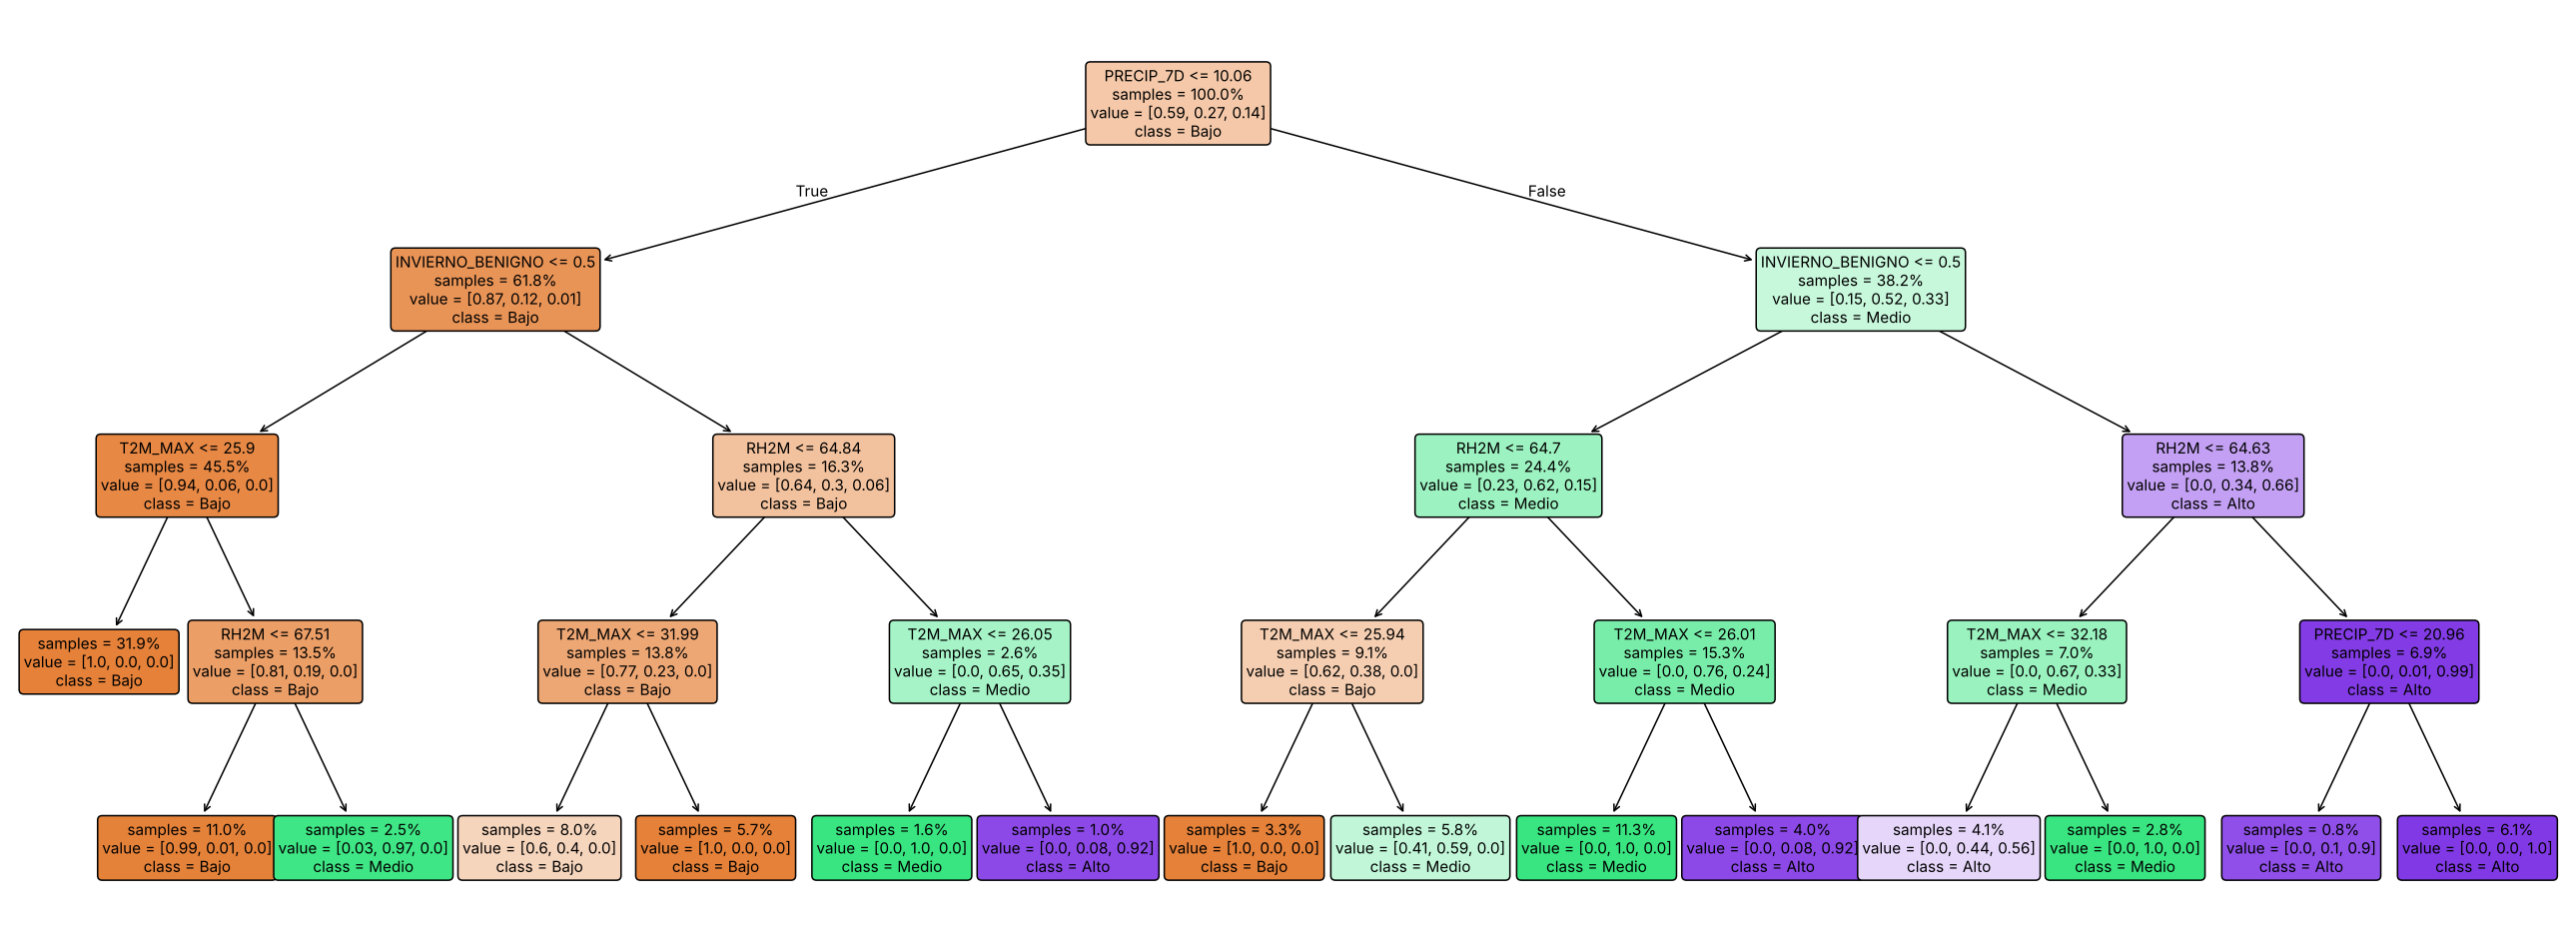 PRECIP_7D <= 10.06
samples = 100.0%
value = [0.59, 0.27, 0.14]
class = Bajo
True
False
INVIERNO_BENIGNO <= 0.5
samples = 61.8%
value = [0.87, 0.12, 0.01]
class = Bajo
INVIERNO_BENIGNO <= 0.5
samples = 38.2%
value = [0.15, 0.52, 0.33]
class = Medio
T2M_MAX <= 25.9
samples = 45.5%
value = [0.94, 0.06, 0.0]
class = Bajo
RH2M <= 64.84
samples = 16.3%
value = [0.64, 0.3, 0.06]
class = Bajo
RH2M <= 64.7
samples = 24.4%
value = [0.23, 0.62, 0.15]
class = Medio
RH2M <= 64.63
samples = 13.8%
value = [0.0, 0.34, 0.66]
class = Alto
samples = 31.9%
value = [1.0, 0.0, 0.0]
class = Bajo
RH2M <= 67.51
samples = 13.5%
value = [0.81, 0.19, 0.0]
class = Bajo
T2M_MAX <= 31.99
samples = 13.8%
value = [0.77, 0.23, 0.0]
class = Bajo
T2M_MAX <= 26.05
samples = 2.6%
value = [0.0, 0.65, 0.35]
class = Medio
T2M_MAX <= 25.94
samples = 9.1%
value = [0.62, 0.38, 0.0]
class = Bajo
T2M_MAX <= 26.01
samples = 15.3%
value = [0.0, 0.76, 0.24]
class = Medio
T2M_MAX <= 32.18
samples = 7.0%
value = [0.0, 0.67, 0.33]
class = Medio
PRECIP_7D <= 20.96
samples = 6.9%
value = [0.0, 0.01, 0.99]
class = Alto
samples = 11.0%
value = [0.99, 0.01, 0.0]
class = Bajo
samples = 2.5%
value = [0.03, 0.97, 0.0]
class = Medio
samples = 8.0%
value = [0.6, 0.4, 0.0]
class = Bajo
samples = 5.7%
value = [1.0, 0.0, 0.0]
class = Bajo
samples = 1.6%
value = [0.0, 1.0, 0.0]
class = Medio
samples = 1.0%
value = [0.0, 0.08, 0.92]
class = Alto
samples = 3.3%
value = [1.0, 0.0, 0.0]
class = Bajo
samples = 5.8%
value = [0.41, 0.59, 0.0]
class = Medio
samples = 11.3%
value = [0.0, 1.0, 0.0]
class = Medio
samples = 4.0%
value = [0.0, 0.08, 0.92]
class = Alto
samples = 4.1%
value = [0.0, 0.44, 0.56]
class = Alto
samples = 2.8%
value = [0.0, 1.0, 0.0]
class = Medio
samples = 0.8%
value = [0.0, 0.1, 0.9]
class = Alto
samples = 6.1%
value = [0.0, 0.0, 1.0]
class = Alto